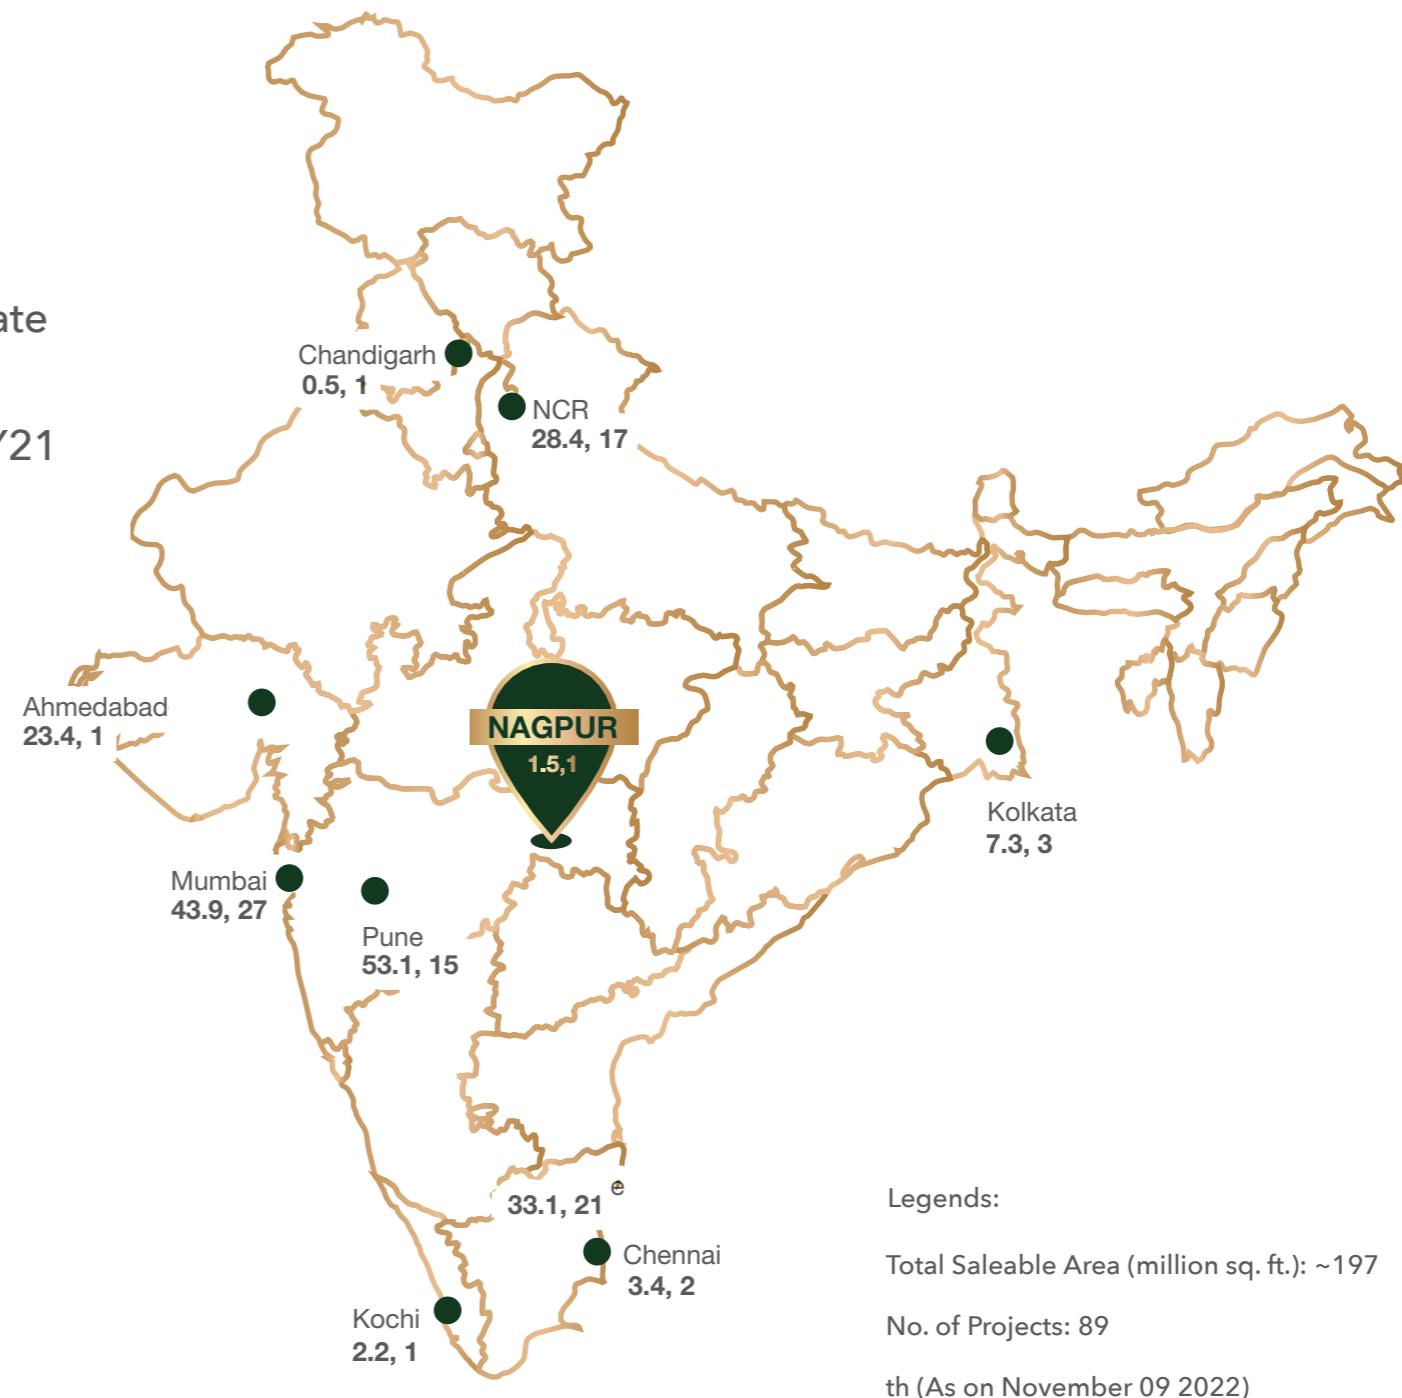 ate
Chandigarh
0.5, 1
NCR
28.4, 17
Y21
Ahmedabad
23.4, 1
NAGPUR
1.5,1
Kolkata
7.3, 3
Mumbai
43.9, 27
Pune
53.1, 15
e
33.1, 21
Chennai
3.4, 2
Kochi
2.2, 1
Legends:
Total Saleable Area (million sq. ft.): ~197
No. of Projects: 89
th (As on November 09 2022)